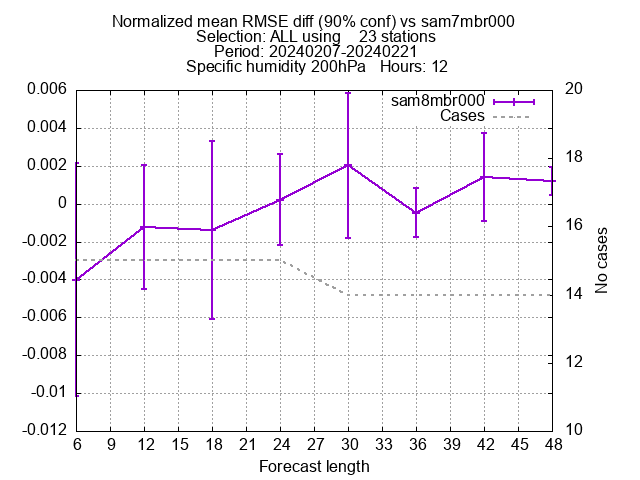 Normalized mean RMSE diff (90% conf) vs sam7mbr000
Selection: ALL using    23 stations
Period: 20240207-20240221
Specific humidity 200hPa   Hours: 12
0.006
0.004
0.002
0
-0.002
-0.004
-0.006
-0.008
-0.01
-0.012
sam8mbr000
Cases
20
18
16
14
12
10
No cases
6 9 12 15 18 21 24 27 30 33 36 39 42 45 48
Forecast length